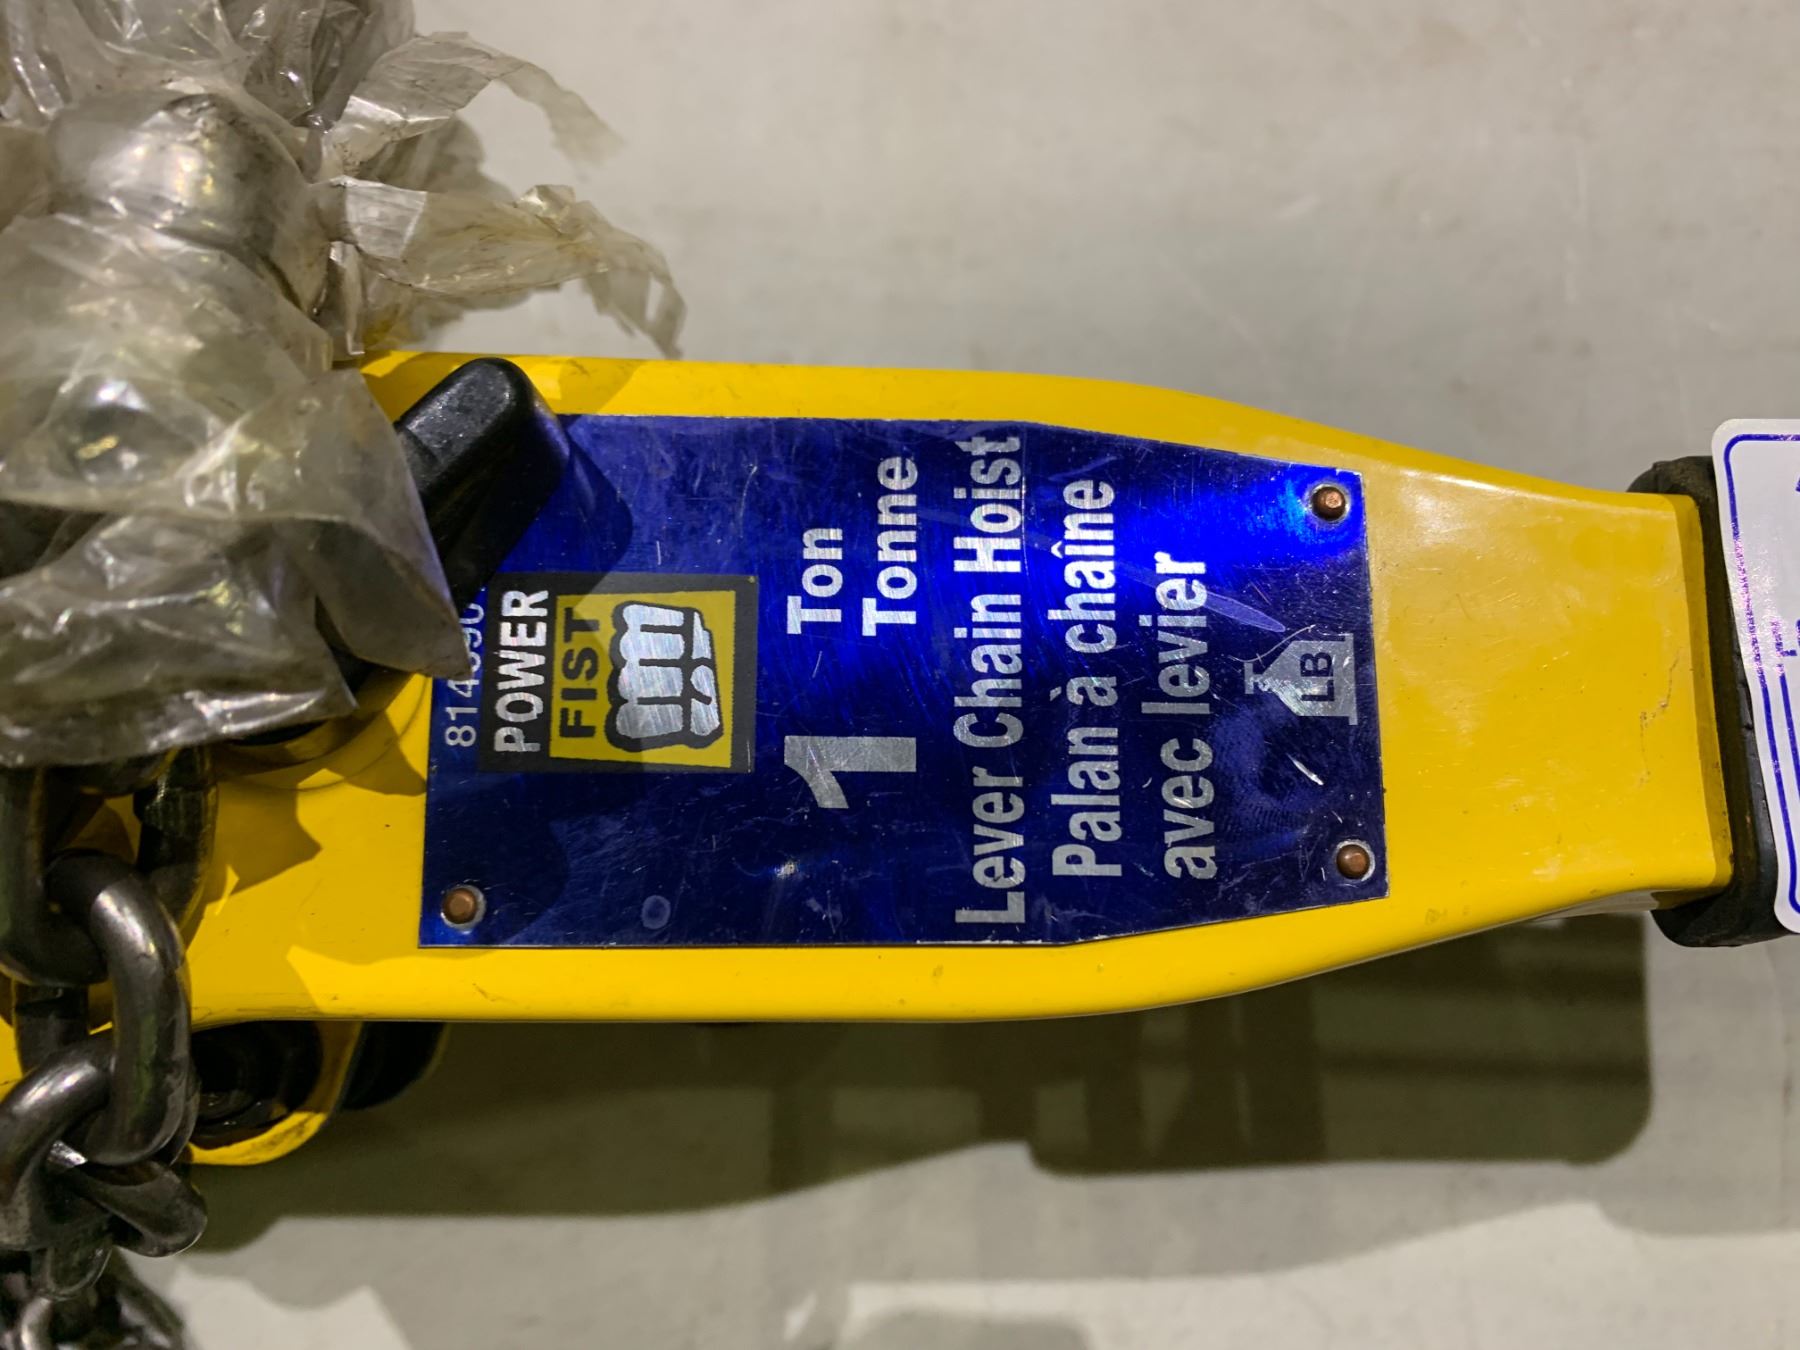 POWER
FIST
1 Ton
Tonne
Lever Chain Hoist
Palan à chaîne
avec levier
LB